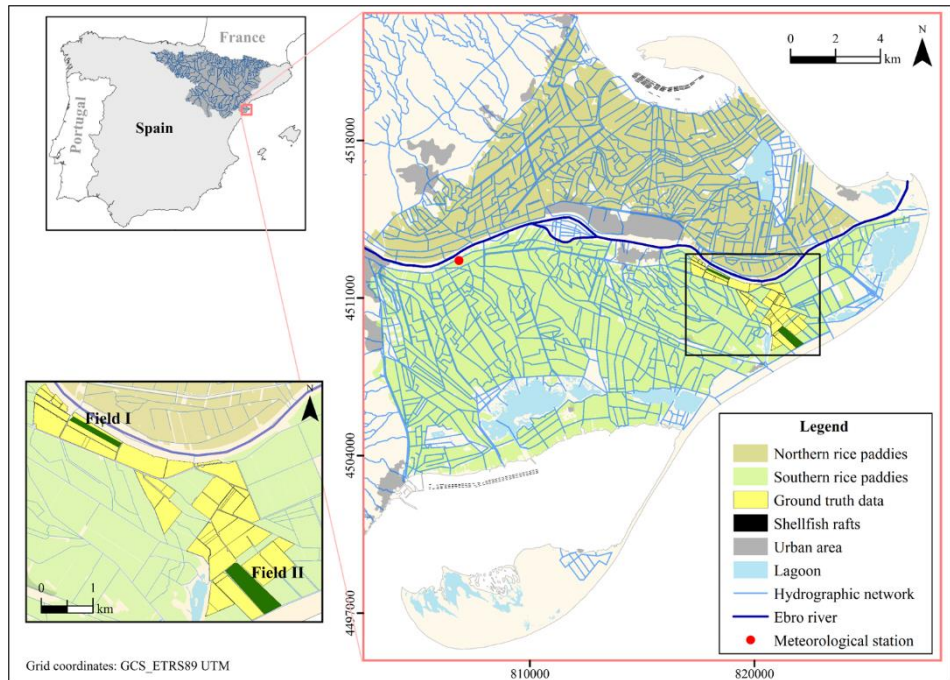 France
Portugal
Spain
N
0 2 4
km
4518000
4511000
4504000
4497000
810000
820000
Field I
N
Field II
0 1
km
Legend
Northern rice paddies
Southern rice paddies
Ground truth data
Shellfish rafts
Urban area
Lagoon
Hydrographic network
Ebro river
Meteorological station
Grid coordinates: GCS_ETRS89 UTM